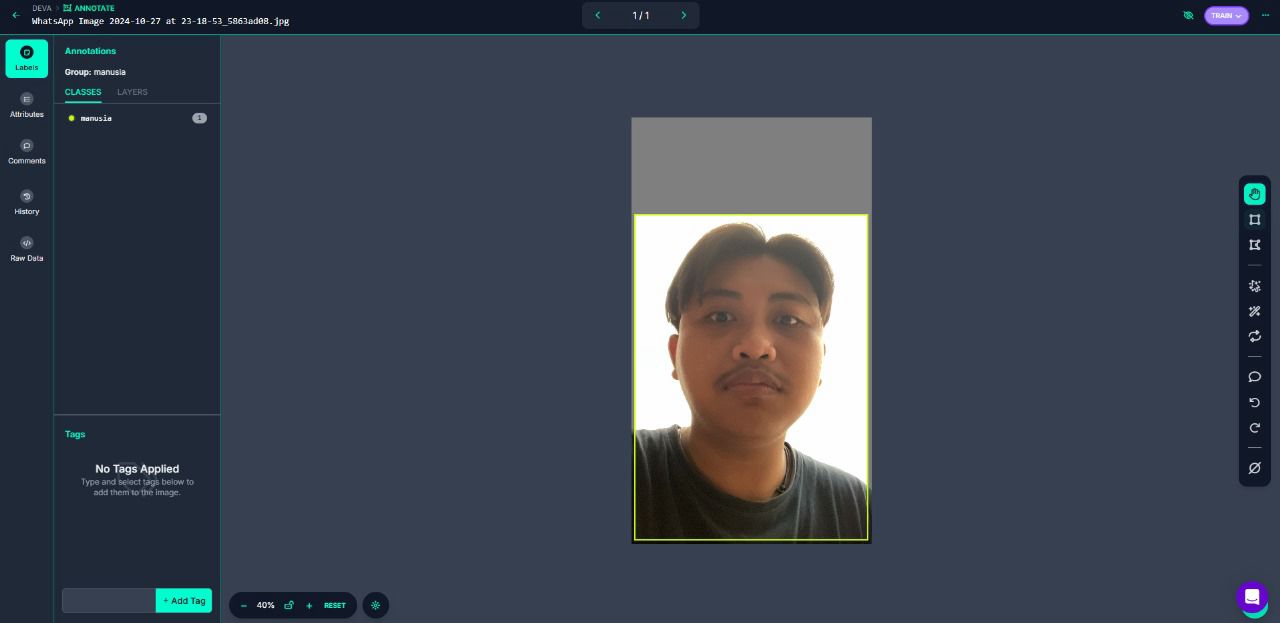 DEVA > ANNOTATE
WhatsApp Image 2024-10-27 at 23-18-53_5863ad08.jpg
1 / 1
TRAIN
Labels
Attributes
Comments
History
Raw Data
Annotations
Group: manusia
CLASSES LAYERS
manusia 1
Tags
No Tags Applied
Type and select tags below to
add them to the image.
+ Add Tag
− 40% + RESET